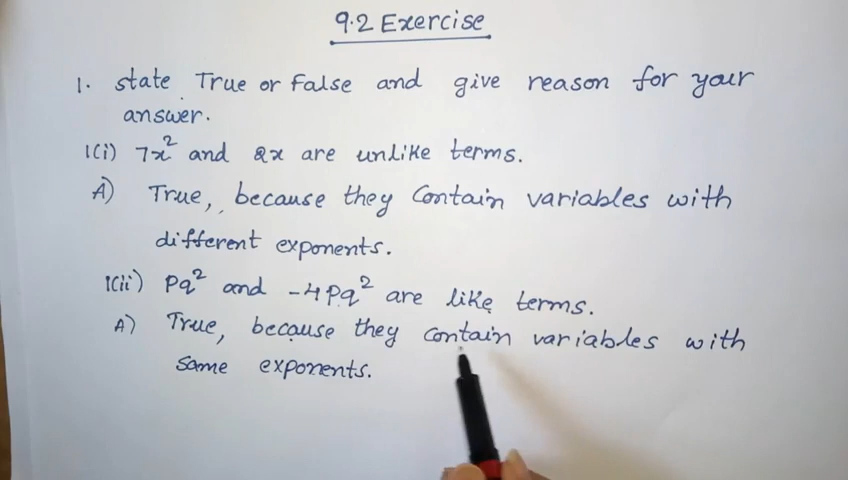 9.2 Exercise
1. state True or False and give reason for your
answer.
1(i) 7x² and 2x are unlike terms.
A) True, because they contain variables with
different exponents.
1(ii) Pq² and -4Pq² are like terms.
A) True, because they contain variables with
same exponents.